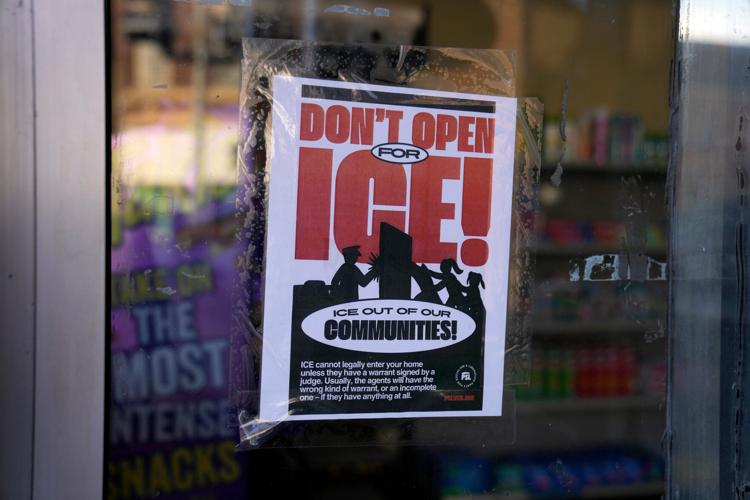 DON'T OPEN
FOR
ICE!
ICE OUT OF OUR
COMMUNITIES!
ICE cannot legally enter your home
unless they have a warrant signed by a
judge. Usually, the agents will have the
wrong kind of warrant, or an incomplete
one – if they have anything at all.
TAKE ON
THE
MOST
INTENSE
SNACKS